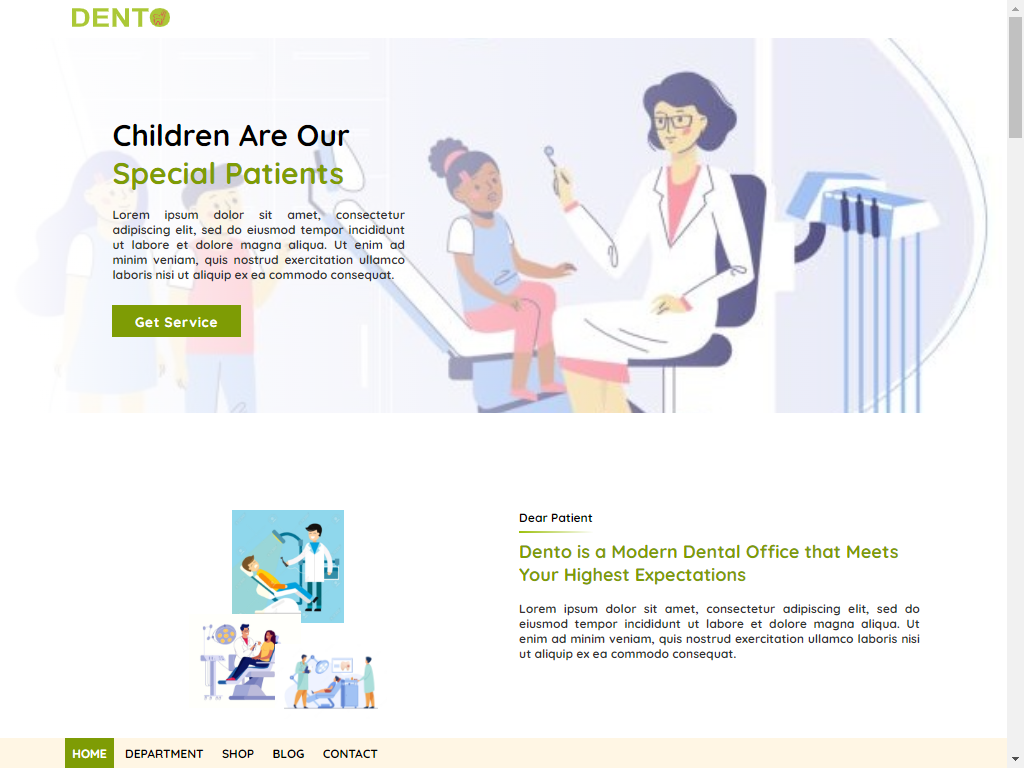 DENTO
Children Are Our
Special Patients
Lorem ipsum dolor sit amet, consectetur
adipiscing elit, sed do eiusmod tempor incididunt
ut labore et dolore magna aliqua. Ut enim ad
minim veniam, quis nostrud exercitation ullamco
laboris nisi ut aliquip ex ea commodo consequat.
Get Service
Dear Patient
Dento is a Modern Dental Office that Meets
Your Highest Expectations
Lorem ipsum dolor sit amet, consectetur adipiscing elit, sed do
eiusmod tempor incididunt ut labore et dolore magna aliqua. Ut
enim ad minim veniam, quis nostrud exercitation ullamco laboris nisi
ut aliquip ex ea commodo consequat.
HOME DEPARTMENT SHOP BLOG CONTACT